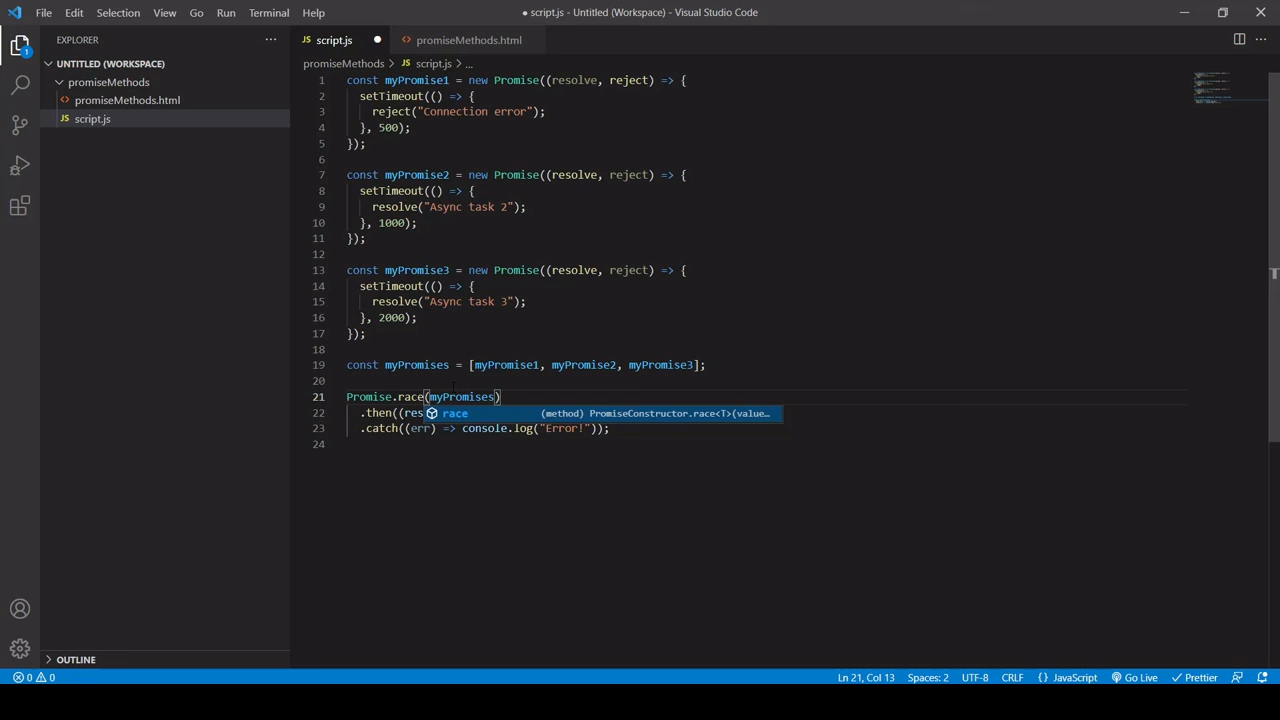 File Edit Selection View Go Run Terminal Help
● script.js - Untitled (Workspace) - Visual Studio Code
EXPLORER
UNTITLED (WORKSPACE)
promiseMethods
promiseMethods.html
JS script.js
OUTLINE
JS script.js
promiseMethods.html
promiseMethods > JS script.js > ...
1 const myPromise1 = new Promise((resolve, reject) => {
2 setTimeout(() => {
3 reject("Connection error");
4 }, 500);
5 });
6
7 const myPromise2 = new Promise((resolve, reject) => {
8 setTimeout(() => {
9 resolve("Async task 2");
10 }, 1000);
11 });
12
13 const myPromise3 = new Promise((resolve, reject) => {
14 setTimeout(() => {
15 resolve("Async task 3");
16 }, 2000);
17 });
18
19 const myPromises = [myPromise1, myPromise2, myPromise3];
20
21 Promise.race(myPromises)
22 .then((res
race (method) PromiseConstructor.race<T>(value...
23 .catch((err) => console.log("Error!"));
24
1
0 0 Ln 21, Col 13 Spaces: 2 UTF-8 CRLF {} JavaScript Go Live Prettier